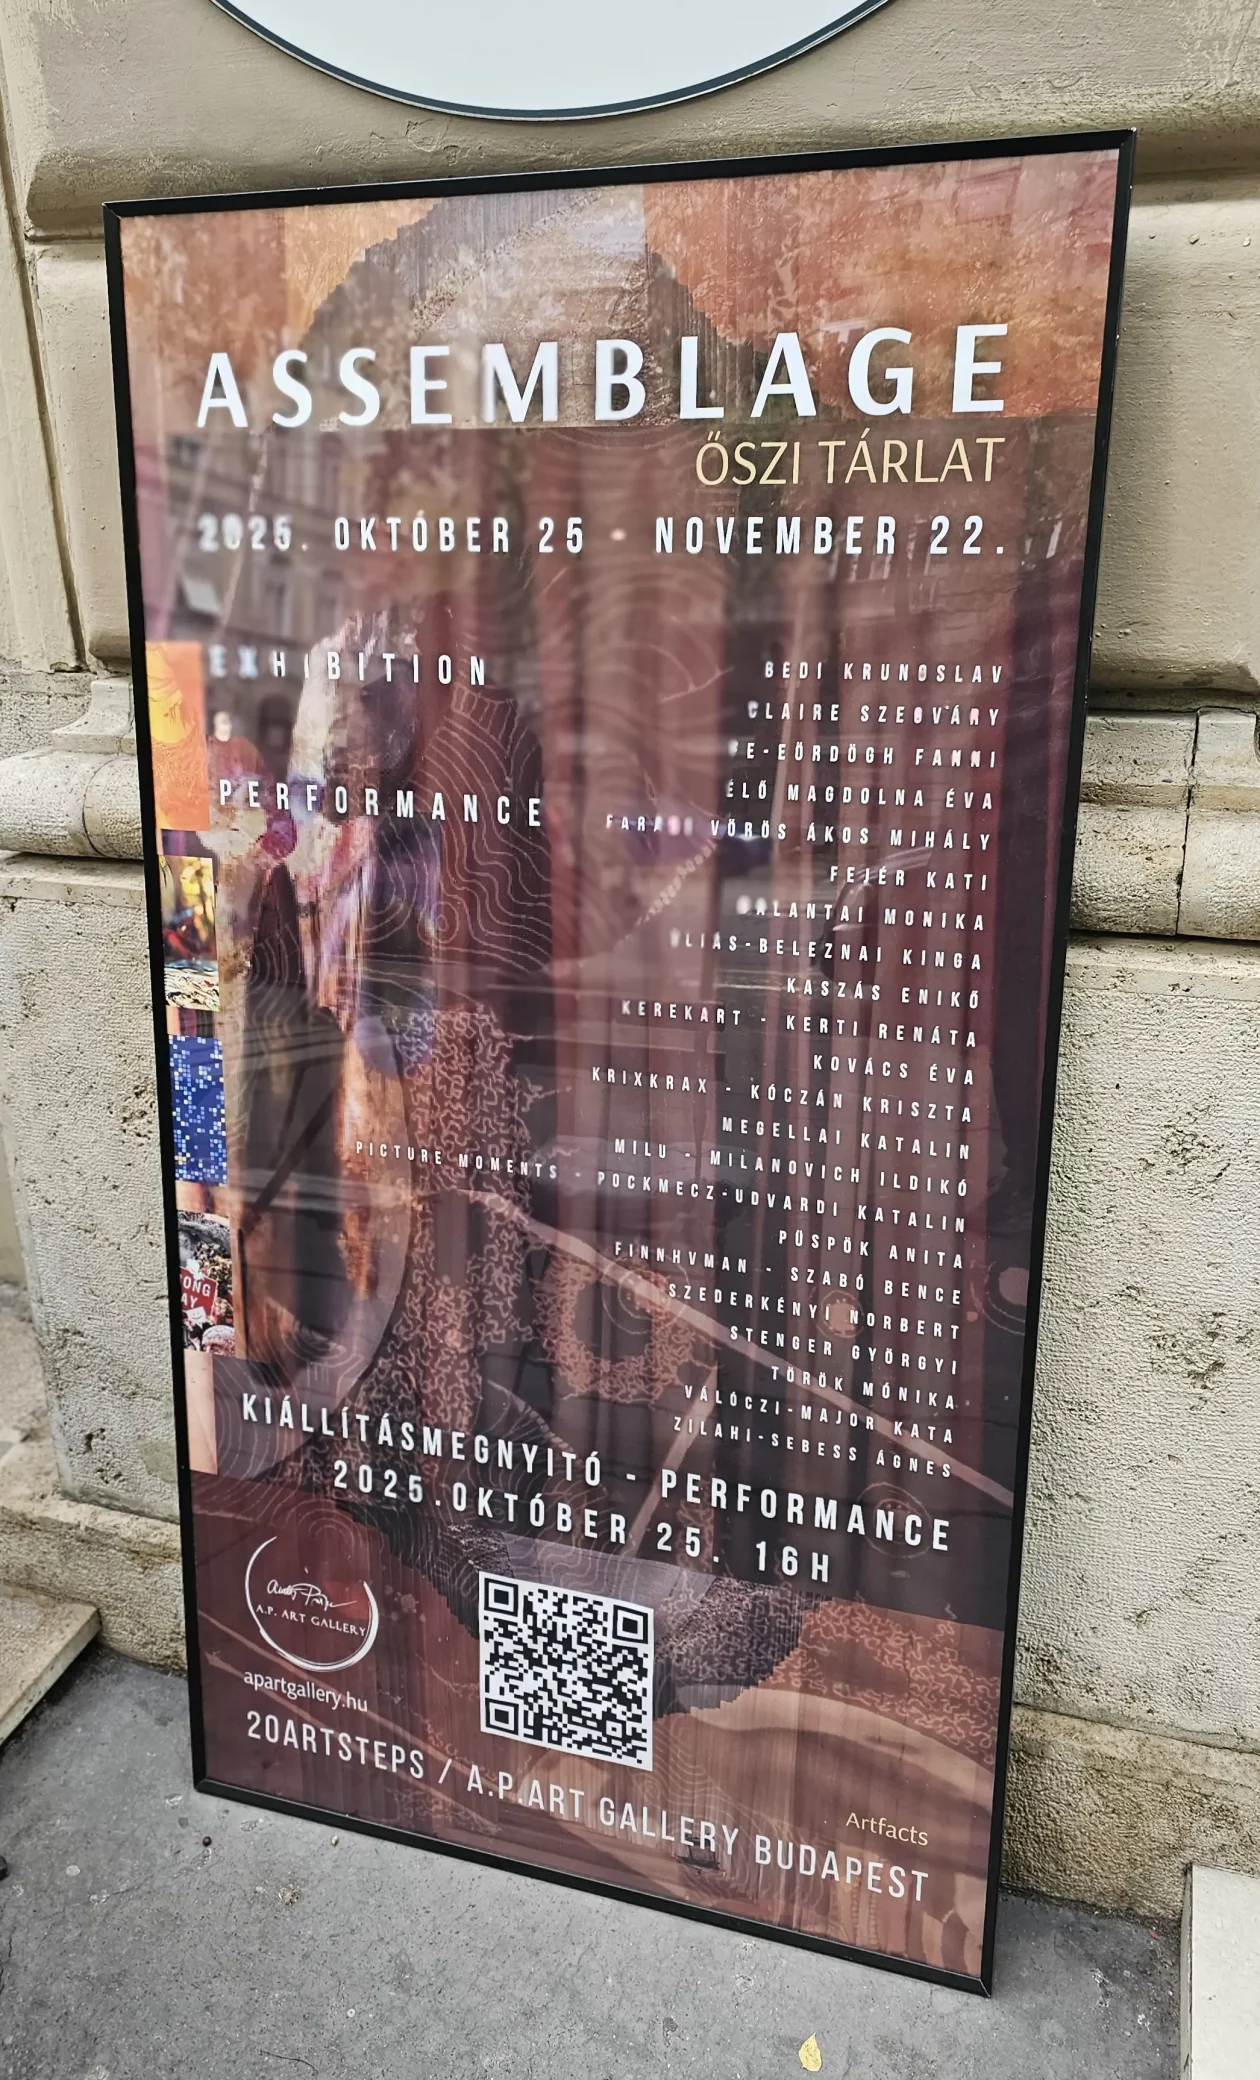 ASSEMBLAGE
ŐSZI TÁRLAT
2025. OKTÓBER 25 - NOVEMBER 22.
EXHIBITION
PERFORMANCE
BEDI KRUNOSLAV
CLAIRE SZEGVÁRY
E-EÖRDÖGH FANNI
ÉLŐ MAGDOLNA ÉVA
VÖRÖS ÁKOS MIHÁLY
FEJÉR KATI
GALANTAI MONIKA
KINGA
KASZÁS ENIKŐ
KEREKART - KERTI RENÁTA
KOVÁCS ÉVA
KRIXKRAX - KÓCZÁN KRISZTA
MEGELLAI KATALIN
MILU - MILANOVICH ILDIKÓ
PICTURE MOMENTS - POCKMECZ-UDVARDI KATALIN
PÜSPÖK ANITA
FINNHVMAN - SZABÓ BENCE
SZEDERKÉNYI NORBERT
STENGER GYÖRGYI
TÖRÖK MÓNIKA
VÁLÓCZI-MAJOR KATA
ZILAHI-SEBESS ÁGNES
KIÁLLÍTÁSMEGNYITÓ - PERFORMANCE
2025.OKTÓBER 25. 16H
A.P. ART GALLERY
apartgallery.hu
20ARTSTEPS / A.P.ART GALLERY BUDAPEST
Artfacts